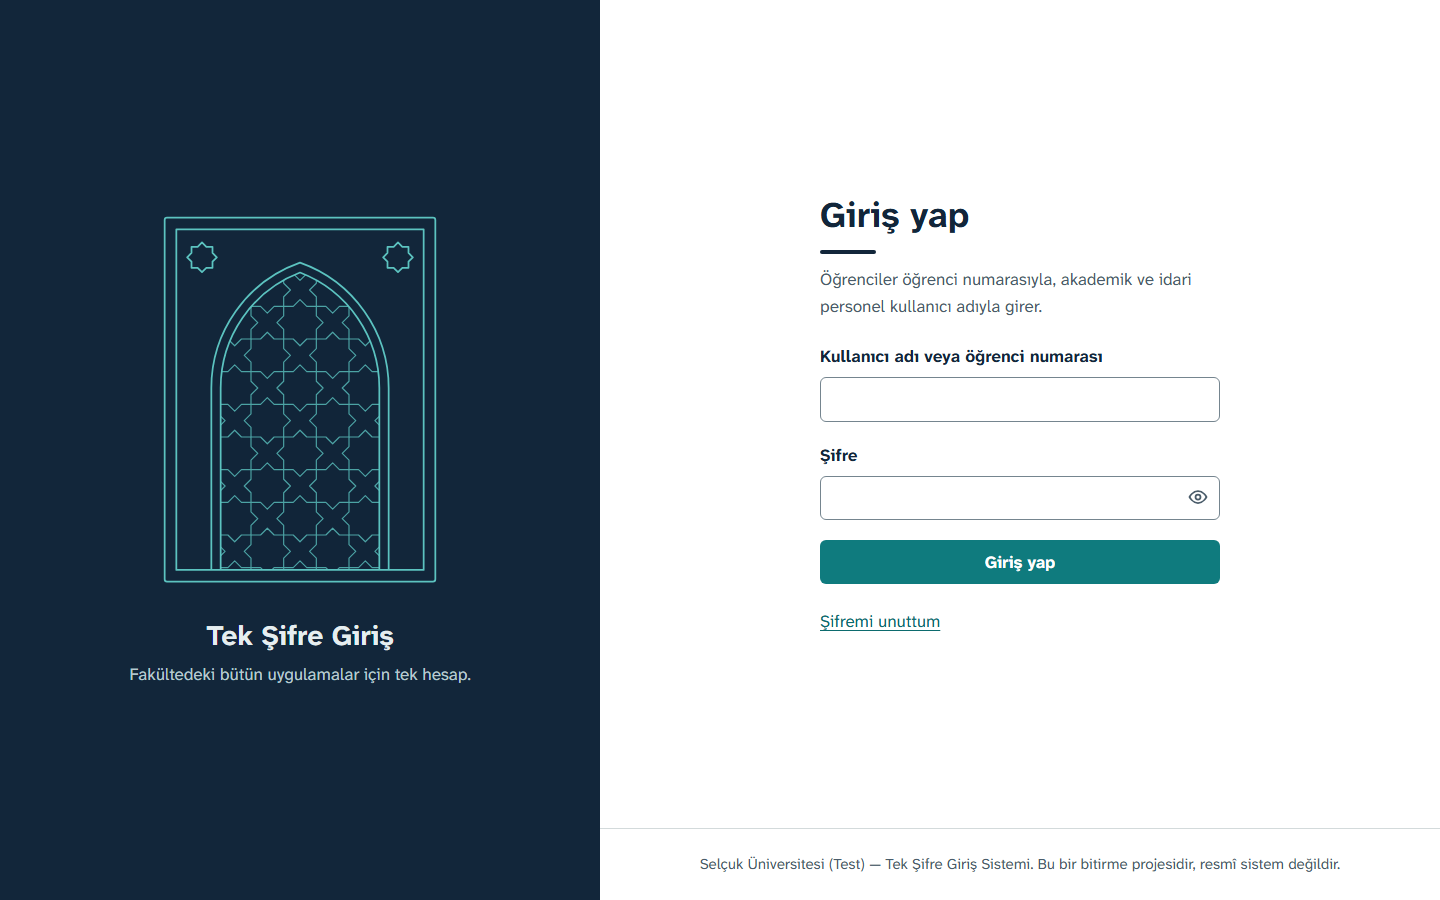 Tek Şifre Giriş
Fakültedeki bütün uygulamalar için tek hesap.
Giriş yap
Öğrenciler öğrenci numarasıyla, akademik ve idari
personel kullanıcı adıyla girer.
Kullanıcı adı veya öğrenci numarası
Şifre
Giriş yap
Şifremi unuttum
Selçuk Üniversitesi (Test) — Tek Şifre Giriş Sistemi. Bu bir bitirme projesidir, resmî sistem değildir.